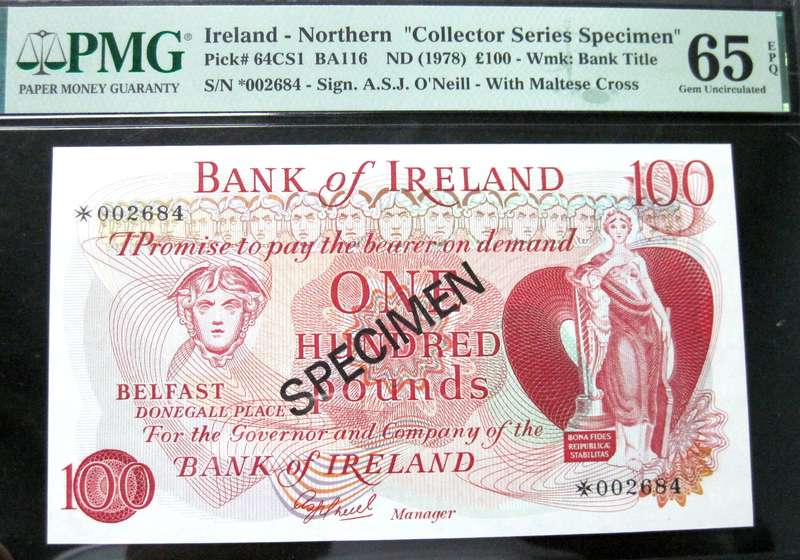 PMG®
PAPER MONEY GUARANTY
Ireland - Northern "Collector Series Specimen"
Pick# 64CS1 BA116 ND (1978) £100 - Wmk: Bank Title
S/N *002684 - Sign. A.S.J. O'Neill - With Maltese Cross
65 EPQ
Gem Uncirculated
BANK of IRELAND 100
*002684
I Promise to pay the bearer on demand
ONE
HUNDRED
pounds
SPECIMEN
BELFAST
DONEGALL PLACE
For the Governor and Company of the
BANK of IRELAND
BONA FIDES
REIPUBLICÆ
STABILITAS
100
*002684
Manager